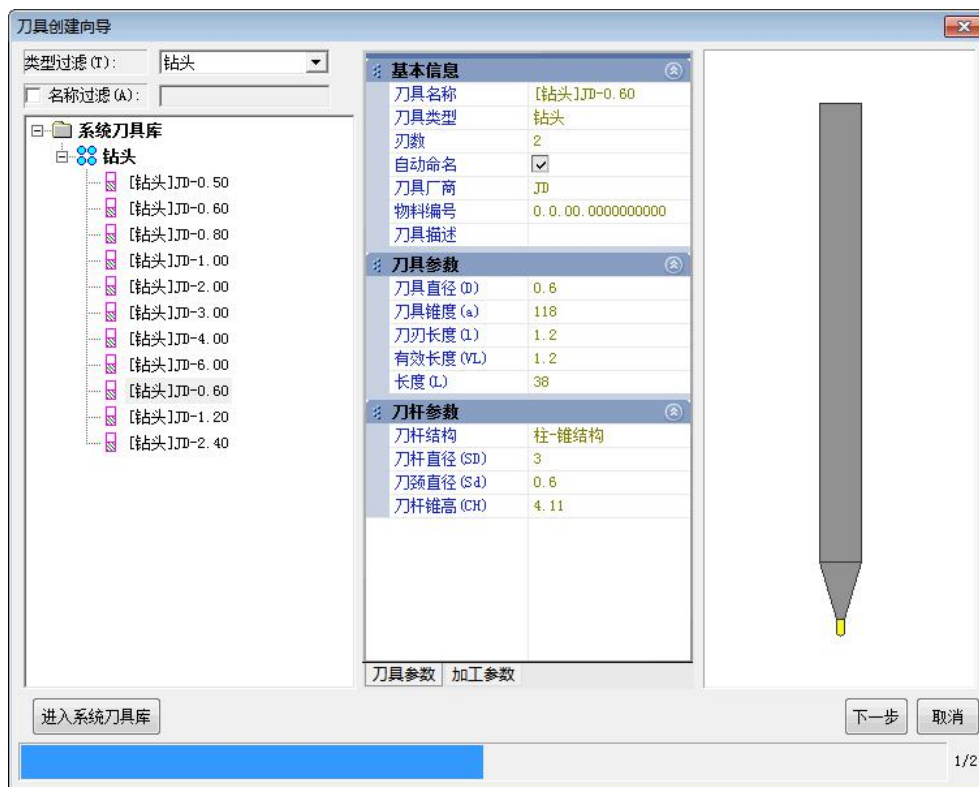 刀具创建向导
类型过滤(T):
钻头
名称过滤(A):
系统刀具库
钻头
[钻头]JD-0.50
[钻头]JD-0.60
[钻头]JD-0.80
[钻头]JD-1.00
[钻头]JD-2.00
[钻头]JD-3.00
[钻头]JD-4.00
[钻头]JD-6.00
[钻头]JD-0.60
[钻头]JD-1.20
[钻头]JD-2.40
基本信息
刀具名称 [钻头]JD-0.60
刀具类型 钻头
刃数 2
自动命名
刀具厂商 JD
物料编号 0.0.00.0000000000
刀具描述
刀具参数
刀具直径(D) 0.6
刀具锥度(a) 118
刀刃长度(l) 1.2
有效长度(VL) 1.2
长度(L) 38
刀杆参数
刀杆结构 柱-锥结构
刀杆直径(SD) 3
刀颈直径(Sd) 0.6
刀杆锥高(CH) 4.11
刀具参数 加工参数
进入系统刀具库
下一步
取消
1/2